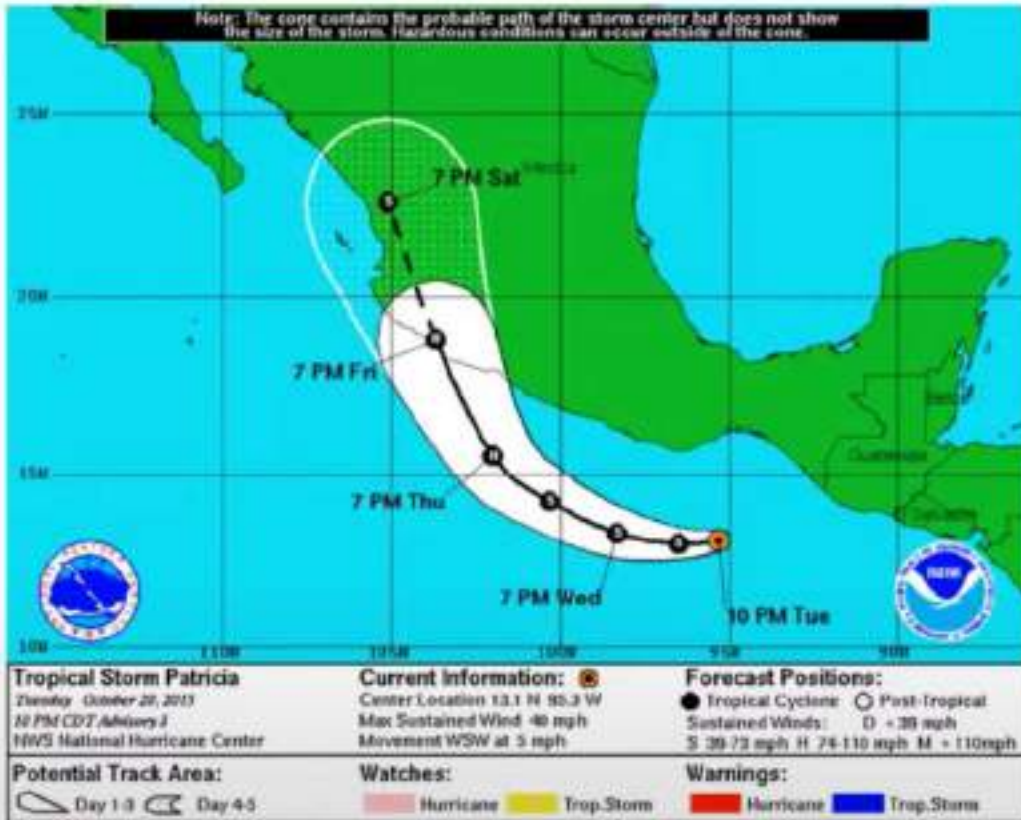 Note: The cone contains the probable path of the storm center but does not show
the size of the storm. Hazardous conditions can occur outside of the cone.
25N
Mexico
7 PM Sat
20N
7 PM Fri
Belize
15N
Guatemala
7 PM Thu
7 PM Wed
10 PM Tue
10N
110W
105W
100W
95W
90W
Tropical Storm Patricia
Tuesday October 20, 2015
10 PM CDT Advisory 3
NWS National Hurricane Center
Current Information:
Center Location 13.1 N 95.3 W
Max Sustained Wind 40 mph
Movement WSW at 5 mph
Forecast Positions:
Tropical Cyclone Post-Tropical
Sustained Winds: D < 39 mph
S 39-73 mph H 74-110 mph M > 110mph
Potential Track Area:
Day 1-3 Day 4-5
Watches:
Hurricane Trop.Storm
Warnings:
Hurricane Trop.Storm